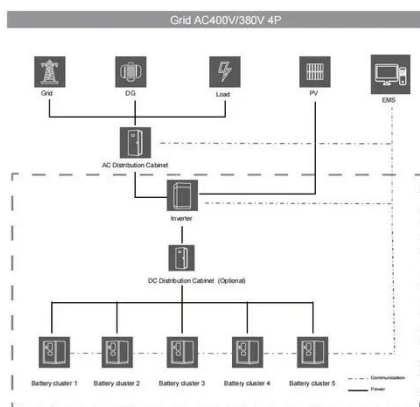 Grid AC400V/380V 4P
Grid
DG
Load
PV
EMS
AC Distribution Cabinet
Inverter
DC Distribution Cabinet (Optional)
Battery cluster 1
Battery cluster 2
Battery cluster 3
Battery cluster 4
Battery cluster 5
Communication
Power